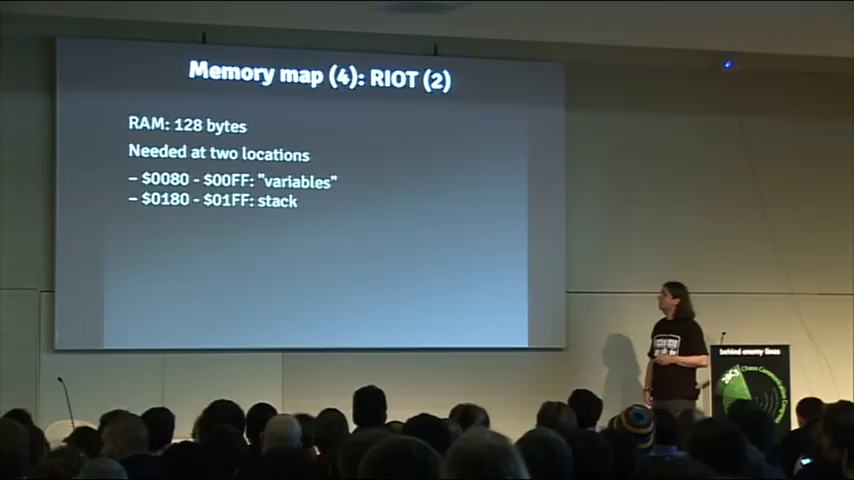 Memory map (4): RIOT (2)
RAM: 128 bytes
Needed at two locations
– $0080 - $00FF: "variables"
– $0180 - $01FF: stack
behind enemy lines
28C3